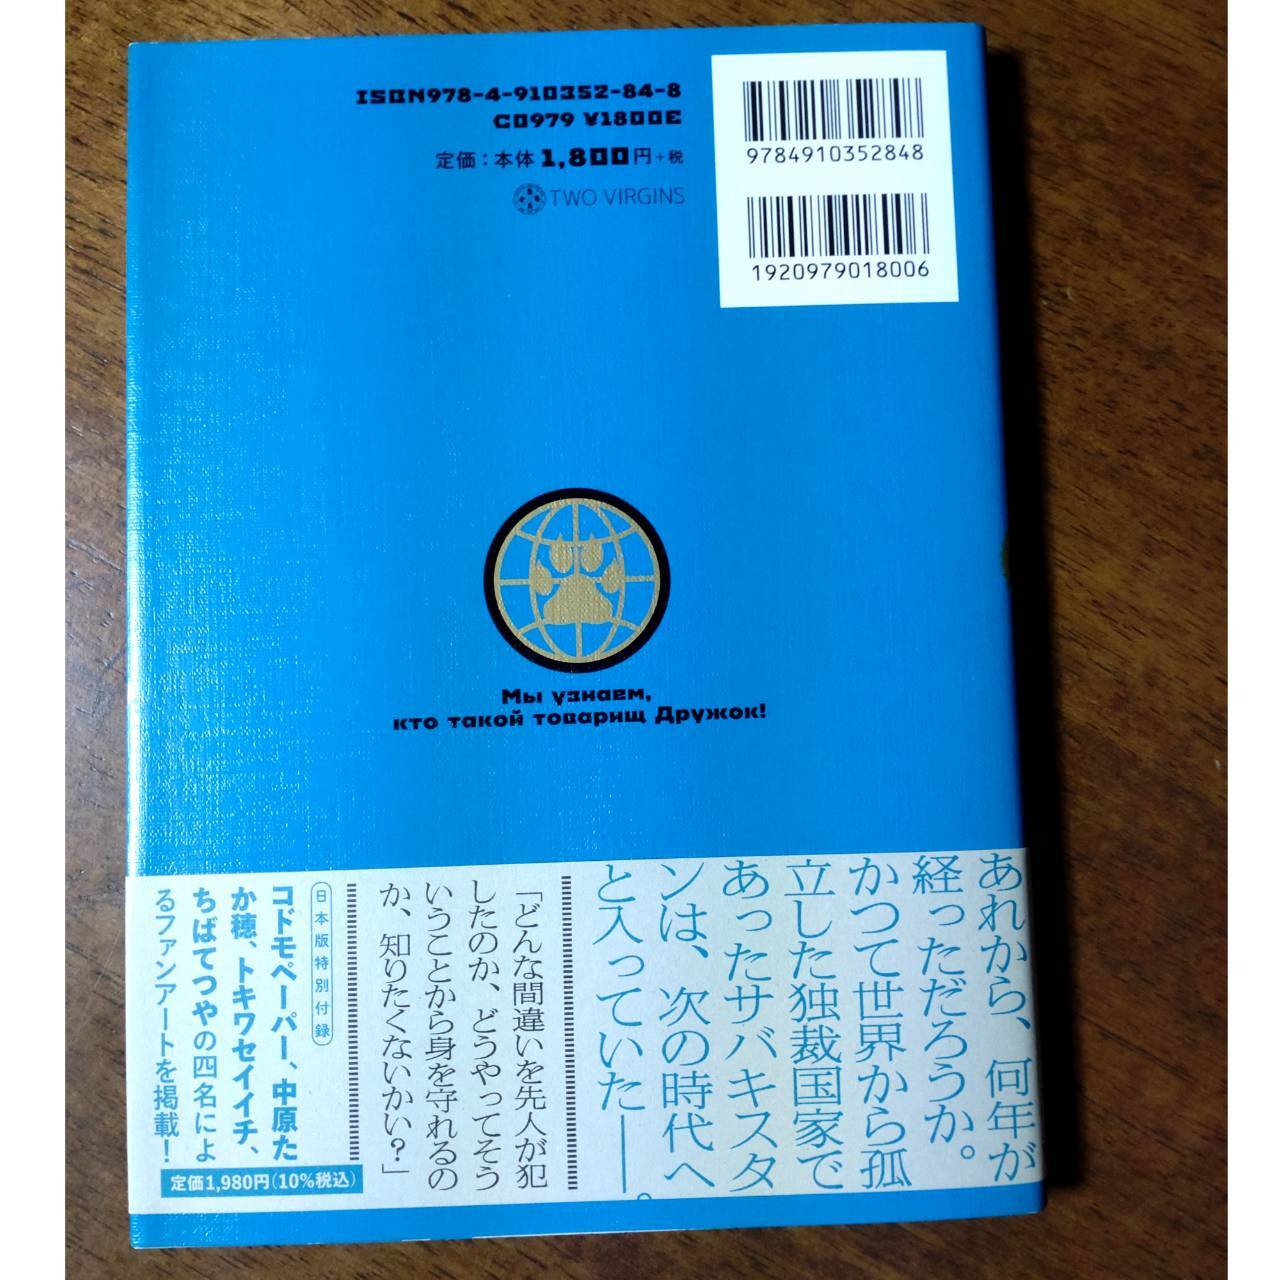 ISBN978-4-910352-84-8
C0979 ¥1800E
定価：本体1,800円+税
TWO VIRGINS
9784910352848
1920979018006
Мы узнаем,
кто такой товарищ Дружок!
あれから、何年が
経っただろうか。
かつて世界から孤
立した独裁国家で
あったサバキスタ
ンは、次の時代へ
と入っていた――。
「どんな間違いを先人が犯
したのか、どうやってそう
いうことから身を守れるの
か、知りたくないかい？」
日本版特別付録
コドモペーパー、中原た
か穂、トキワセイイチ、
ちばてつやの四名によ
るファンアートを掲載！
定価1,980円（10%税込）